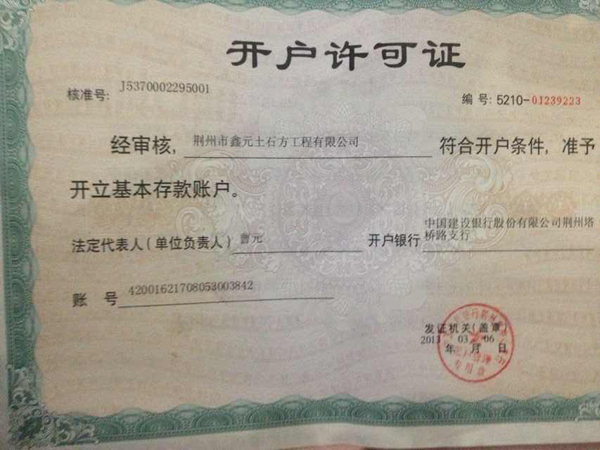 开户许可证
核准号: J5370002295001
编号: 5210-01239223
经审核, 荆州市鑫元土石方工程有限公司 符合开户条件, 准予
开立基本存款账户。
法定代表人(单位负责人) 曹元 开户银行 中国建设银行股份有限公司荆州塔
桥路支行
账 号 42001621708053003842
发证机关(盖章)
2013 年 03 月 06 日
专用章